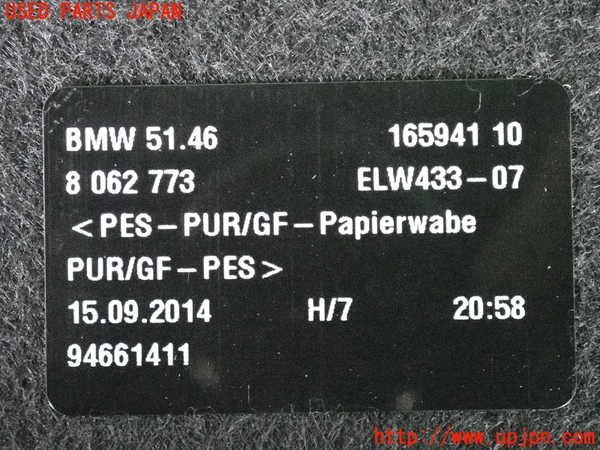 USED PARTS JAPAN
BMW 51.46 165941 10
8 062 773 ELW433-07
<PES-PUR/GF-Papierwabe
PUR/GF-PES>
15.09.2014 H/7 20:58
94661411
http://www.upjpn.com/